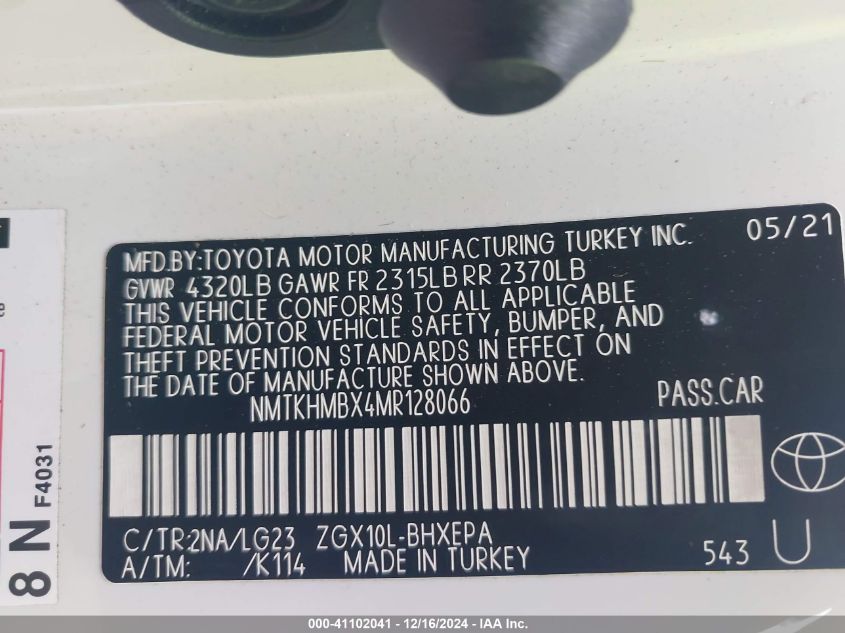 MFD.BY:TOYOTA MOTOR MANUFACTURING TURKEY INC. 05/21
GVWR 4320LB GAWR FR 2315LB RR 2370LB
THIS VEHICLE CONFORMS TO ALL APPLICABLE
FEDERAL MOTOR VEHICLE SAFETY, BUMPER, AND
THEFT PREVENTION STANDARDS IN EFFECT ON
THE DATE OF MANUFACTURE SHOWN ABOVE.
NMTKHMBX4MR128066 PASS.CAR
C/TR:2NA/LG23 ZGX10L-BHXEPA
A/TM: /K114 MADE IN TURKEY 543 U
8 N F4031
000-41102041 - 12/16/2024 - IAA Inc.